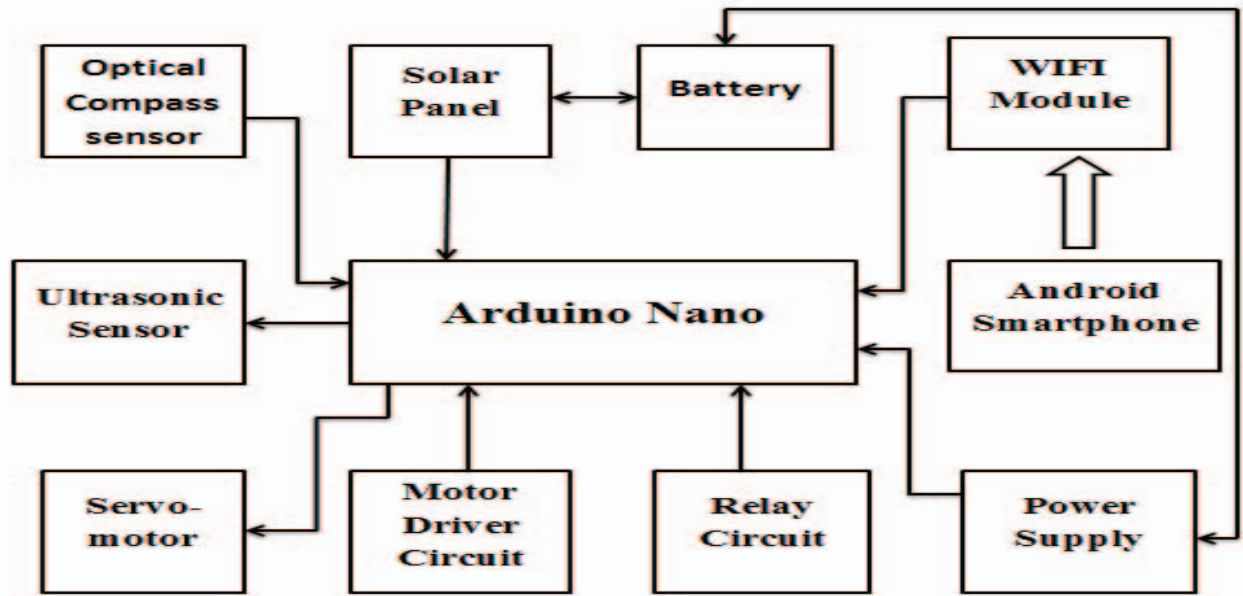 Optical
Compass
sensor
Solar
Panel
Battery
WIFI
Module
Ultrasonic
Sensor
Arduino Nano
Android
Smartphone
Servo-
motor
Motor
Driver
Circuit
Relay
Circuit
Power
Supply